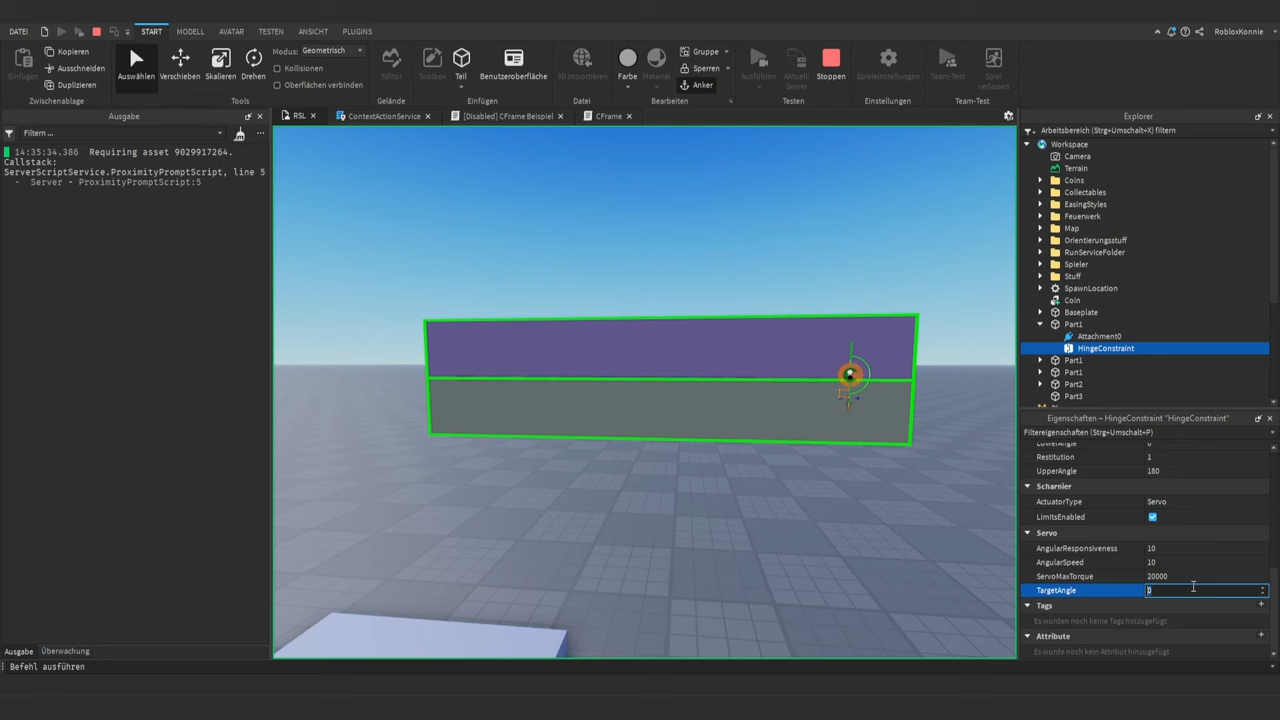 DATEI
START
MODELL
AVATAR
TESTEN
ANSICHT
PLUGINS
RobloxKonnie
Einfügen
Kopieren
Ausschneiden
Duplizieren
Zwischenablage
Auswählen
Verschieben
Skalieren
Drehen
Modus: Geometrisch
Kollisionen
Oberflächen verbinden
Tools
Editor
Gelände
Toolbox
Teil
Benutzeroberfläche
Einfügen
3D Importieren
Datei
Farbe
Material
Gruppe
Sperren
Anker
Bearbeiten
Ausführen
Aktuell:
Server
Stoppen
Testen
Spieleinstellungen
Einstellungen
Team-Test
Spiel
verlassen
Team-Test
Ausgabe
Filtern ...
14:35:34.386 Requiring asset 9029917264.
Callstack:
ServerScriptService.ProximityPromptScript, line 5
- Server - ProximityPromptScript:5
Ausgabe
Überwachung
Befehl ausführen
RSL
ContextActionService
[Disabled] CFrame Beispiel
CFrame
Explorer
Arbeitsbereich (Strg+Umschalt+X) filtern
Workspace
Camera
Terrain
Coins
Collectables
EasingStyles
Feuerwerk
Map
Orientierungsstuff
RunServiceFolder
Spieler
Stuff
SpawnLocation
Coin
Baseplate
Part1
Attachment0
HingeConstraint
Part1
Part1
Part2
Part3
Eigenschaften – HingeConstraint "HingeConstraint"
Filtereigenschaften (Strg+Umschalt+P)
LowerAngle 0
Restitution 1
UpperAngle 180
Scharnier
ActuatorType Servo
LimitsEnabled
Servo
AngularResponsiveness 10
AngularSpeed 10
ServoMaxTorque 20000
TargetAngle 0
Tags
Es wurden noch keine Tags hinzugefügt
Attribute
Es wurde noch kein Attribut hinzugefügt